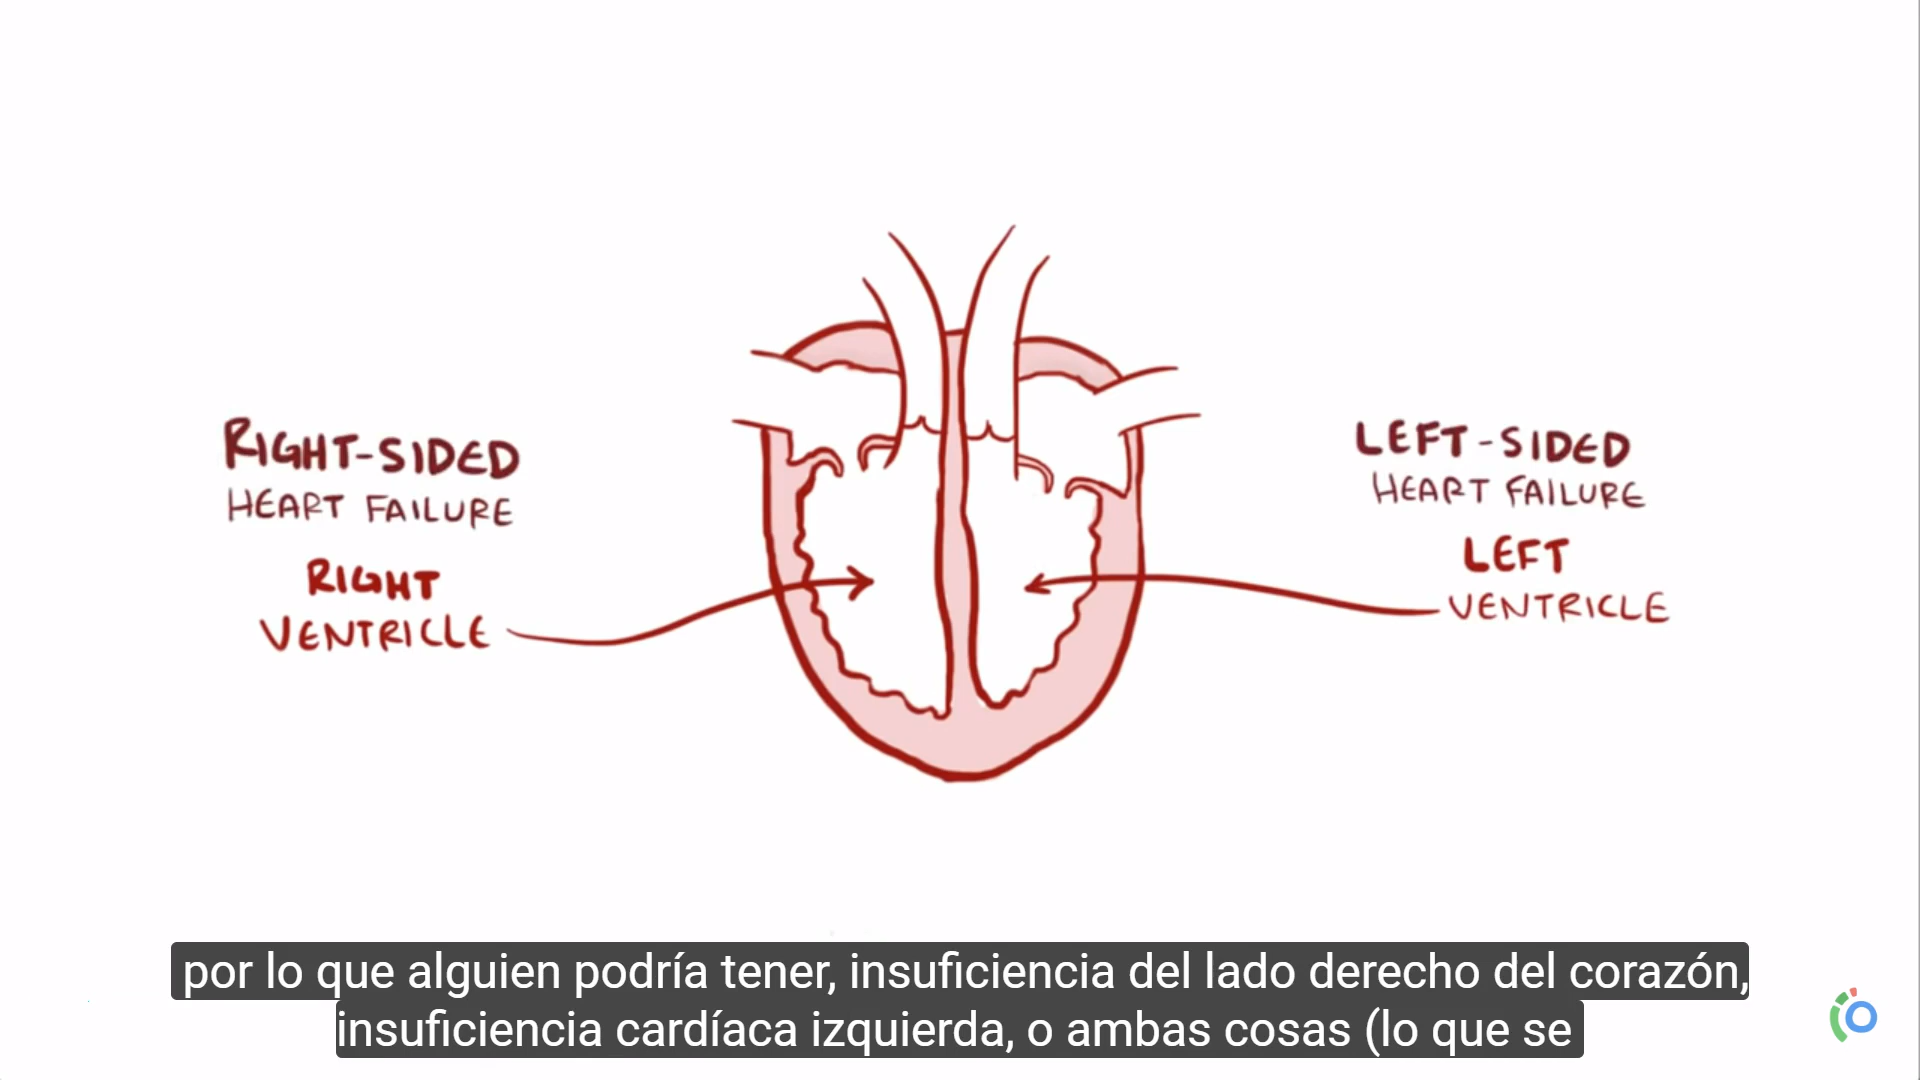 RIGHT-SIDED
HEART FAILURE
RIGHT
VENTRICLE
LEFT-SIDED
HEART FAILURE
LEFT
VENTRICLE
por lo que alguien podría tener, insuficiencia del lado derecho del corazón,
insuficiencia cardíaca izquierda, o ambas cosas (lo que se